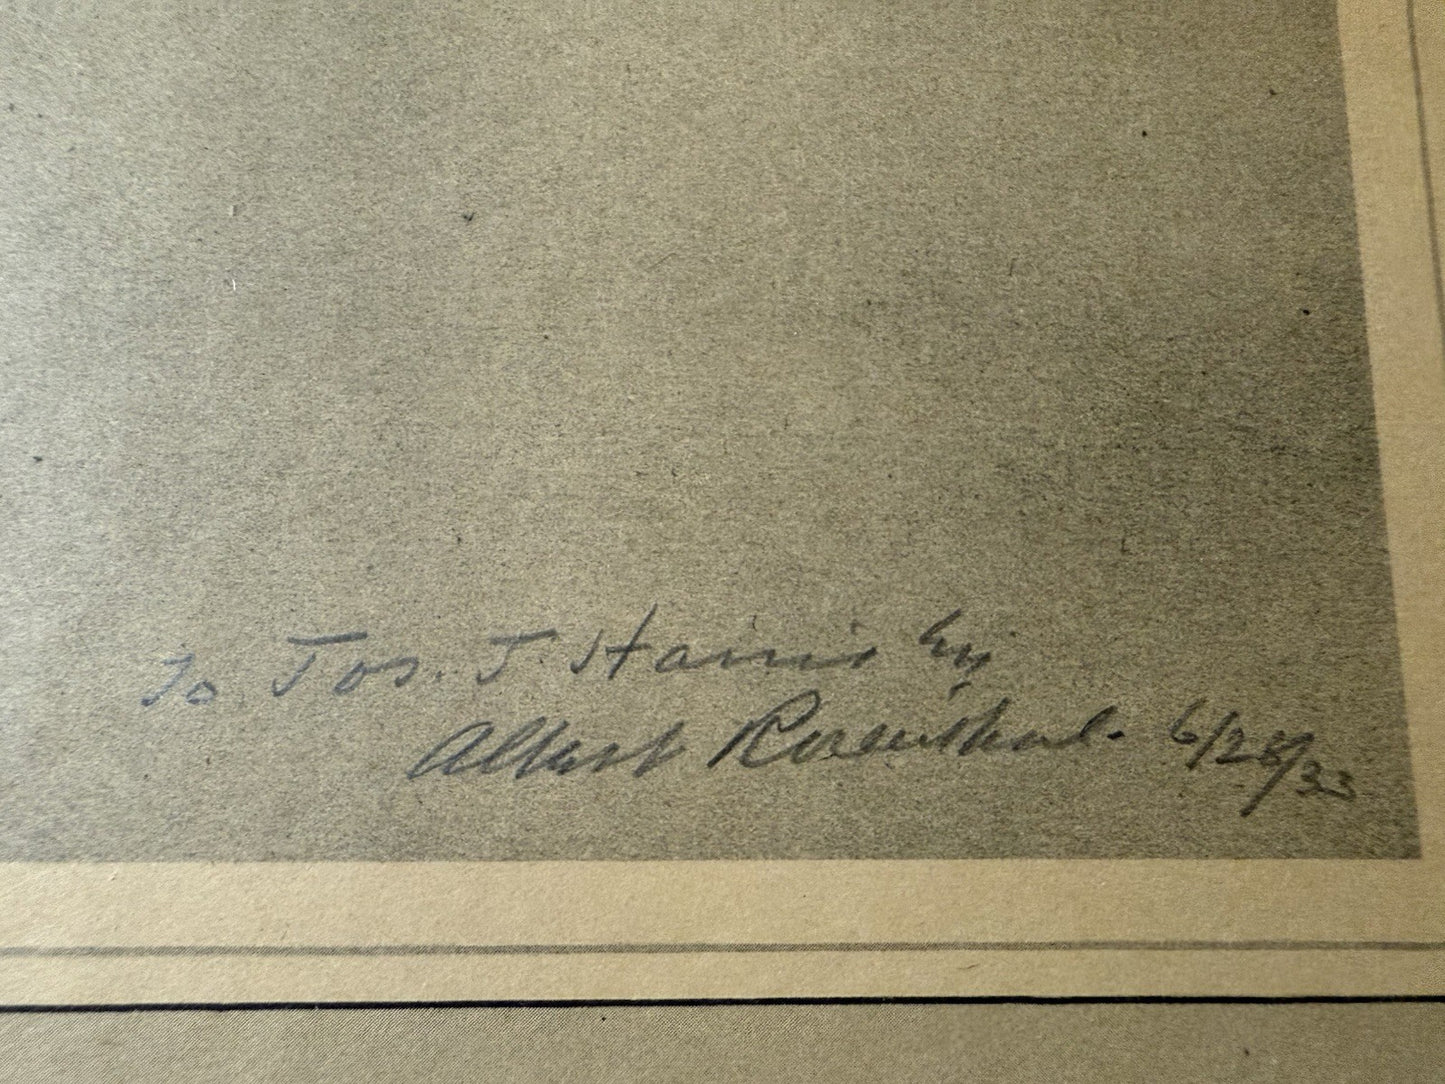 To Jos. J Harris by
Albert Rosenthal. 6/28/33